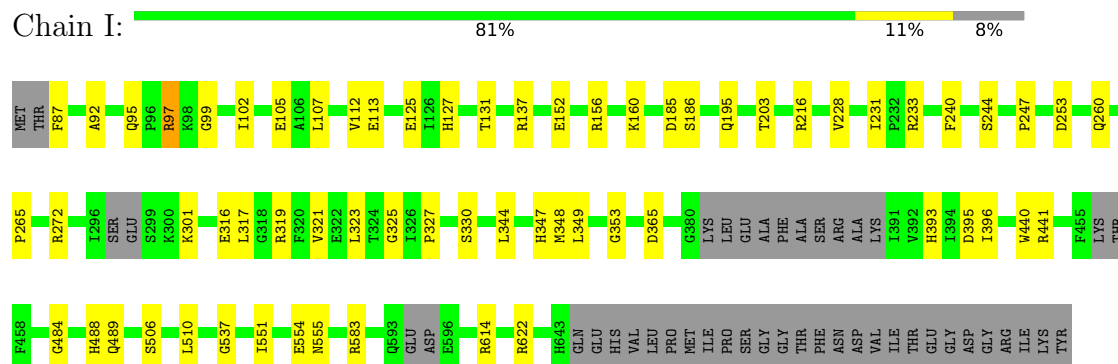 Chain I:
81% 11% 8%
MET THR F87 A92 Q95 P96 R97 K98 G99 I102 E105 A106 L107 V112 E113 E125 I126 H127 T131 R137 E152 R156 K160 D185 S186 Q195 T203 R216 V228 I231 P232 R233 F240 S244 P247 D253 Q260
P265 R272 I296 SER GLU S299 K300 K301 E316 L317 G318 R319 F320 V321 E322 L323 T324 G325 I326 P327 S330 L344 H347 M348 L349 G353 D365 G380 LYS LEU GLU ALA PHE ALA SER ARG ALA LYS I391 V392 H393 I394 D395 I396 W440 R441 F455 LYS THR
F458 G484 H488 Q489 S506 L510 G537 I551 E554 N555 R583 Q593 GLU ASP E596 R614 R622 H643 GLN GLU HIS VAL LEU PRO MET ILE PRO SER GLY GLY THR PHE ASN ASP VAL ILE THR GLU GLY ASP GLY ARG ILE LYS TYR